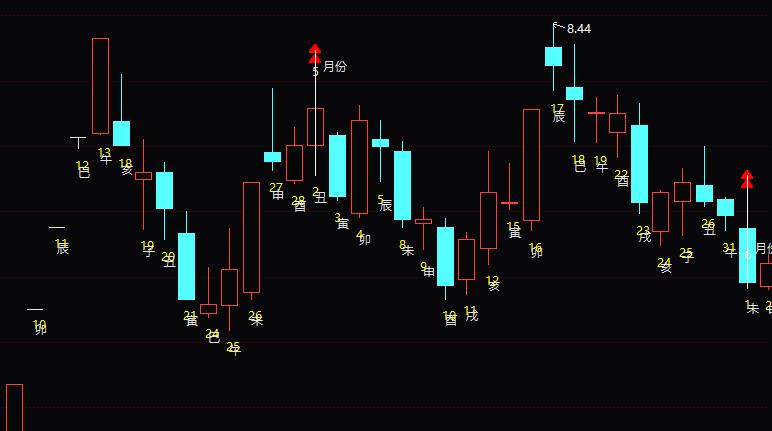 8.44
5 月份
6 月份
10
卯
11
辰
12
巳
13
午
18
亥
19
子
20
丑
21
寅
24
巳
25
午
26
未
27
申
28
酉
2
丑
3
寅
4
卯
5
辰
8
未
9
申
10
酉
11
戌
12
亥
15
寅
16
卯
17
辰
18
巳
19
午
22
酉
23
戌
24
亥
25
子
26
丑
31
午
1
未
2